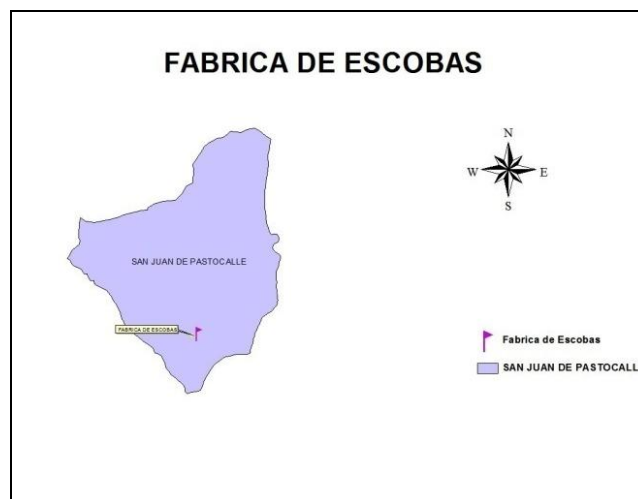 FABRICA DE ESCOBAS
N
W E
S
SAN JUAN DE PASTOCALLE
FABRICA DE ESCOBAS
Fabrica de Escobas
SAN JUAN DE PASTOCALL